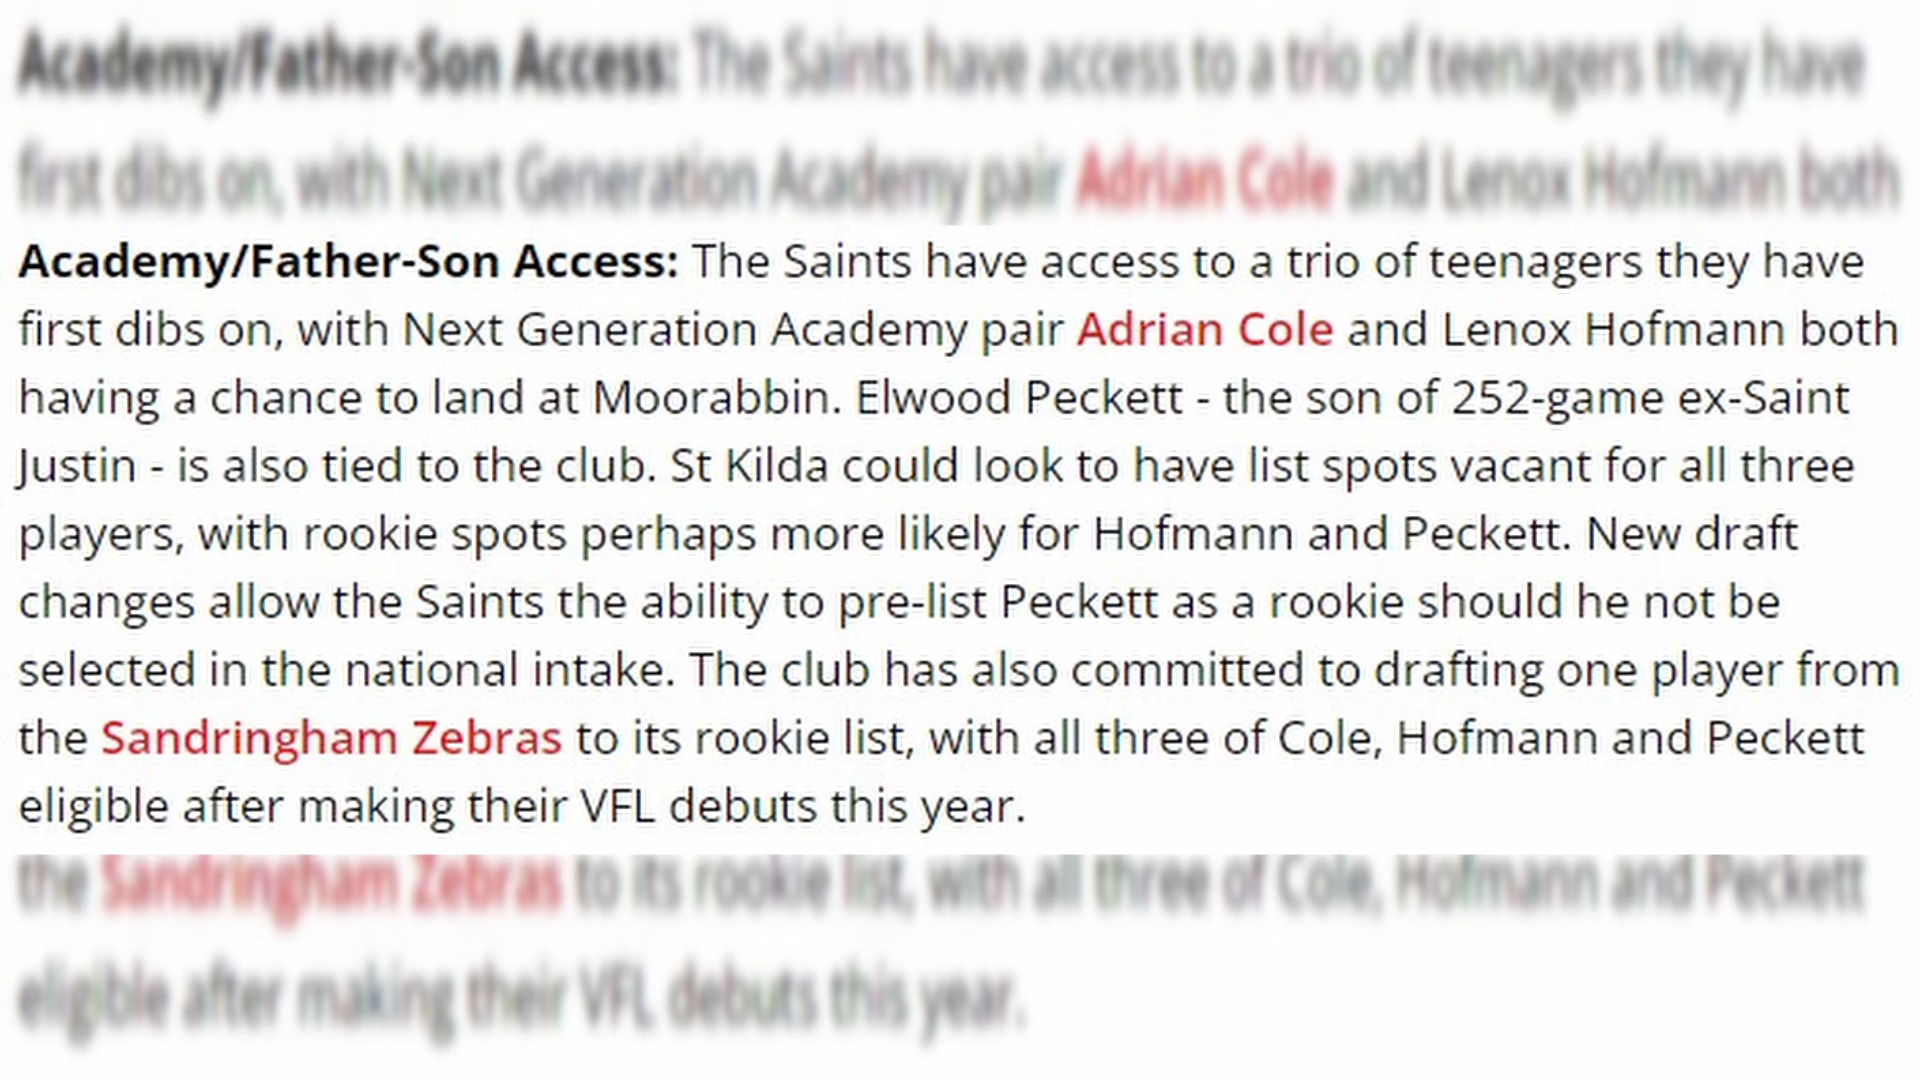 Academy/Father-Son Access: The Saints have access to a trio of teenagers they have
first dibs on, with Next Generation Academy pair Adrian Cole and Lenox Hofmann both
Academy/Father-Son Access: The Saints have access to a trio of teenagers they have
first dibs on, with Next Generation Academy pair Adrian Cole and Lenox Hofmann both
having a chance to land at Moorabbin. Elwood Peckett - the son of 252-game ex-Saint
Justin - is also tied to the club. St Kilda could look to have list spots vacant for all three
players, with rookie spots perhaps more likely for Hofmann and Peckett. New draft
changes allow the Saints the ability to pre-list Peckett as a rookie should he not be
selected in the national intake. The club has also committed to drafting one player from
the Sandringham Zebras to its rookie list, with all three of Cole, Hofmann and Peckett
eligible after making their VFL debuts this year.
the Sandringham Zebras to its rookie list, with all three of Cole, Hofmann and Peckett
eligible after making their VFL debuts this year.